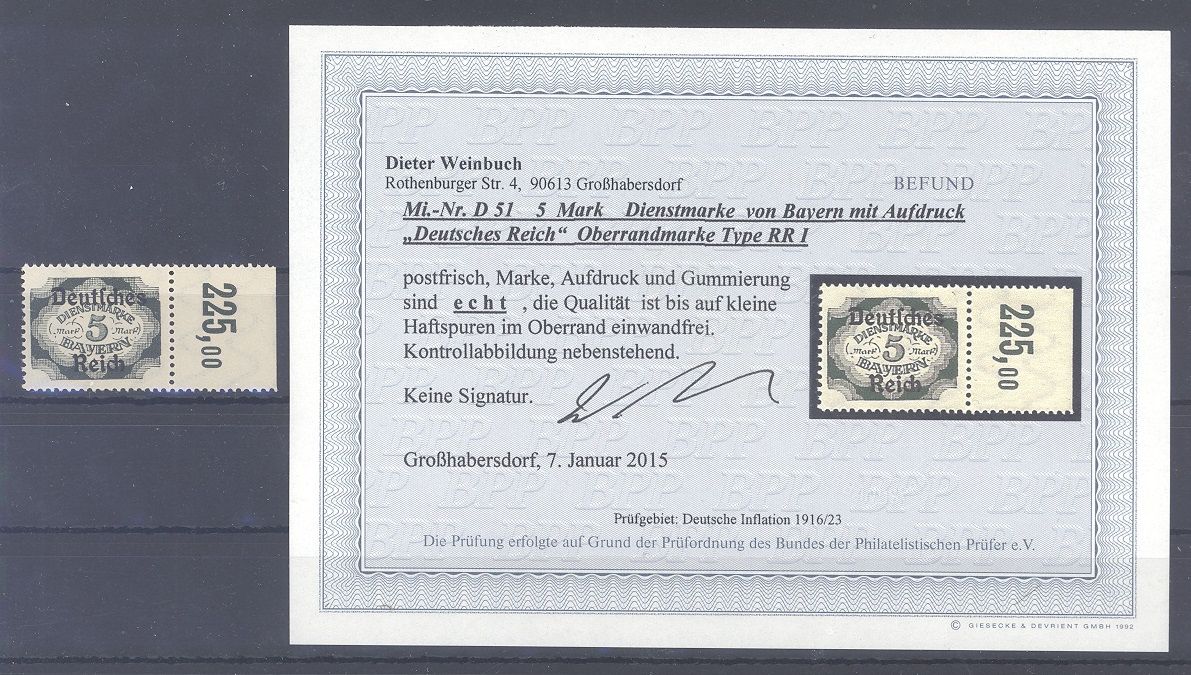 Deutsches
DIENSTMARKE
Mark 5 Mark
BAYERN
Reich
225,00
Dieter Weinbuch
Rothenburger Str. 4, 90613 Großhabersdorf
BEFUND
Mi.-Nr. D 51 5 Mark Dienstmarke von Bayern mit Aufdruck
„Deutsches Reich“ Oberrandmarke Type RR I
postfrisch, Marke, Aufdruck und Gummierung
sind echt , die Qualität ist bis auf kleine
Haftspuren im Oberrand einwandfrei.
Kontrollabbildung nebenstehend.
Keine Signatur.
Deutsches
DIENSTMARKE
Mark 5 Mark
BAYERN
Reich
225,00
Großhabersdorf, 7. Januar 2015
Prüfgebiet: Deutsche Inflation 1916/23
Die Prüfung erfolgte auf Grund der Prüfordnung des Bundes der Philatelistischen Prüfer e.V.
© GIESECKE & DEVRIENT GMBH 1992